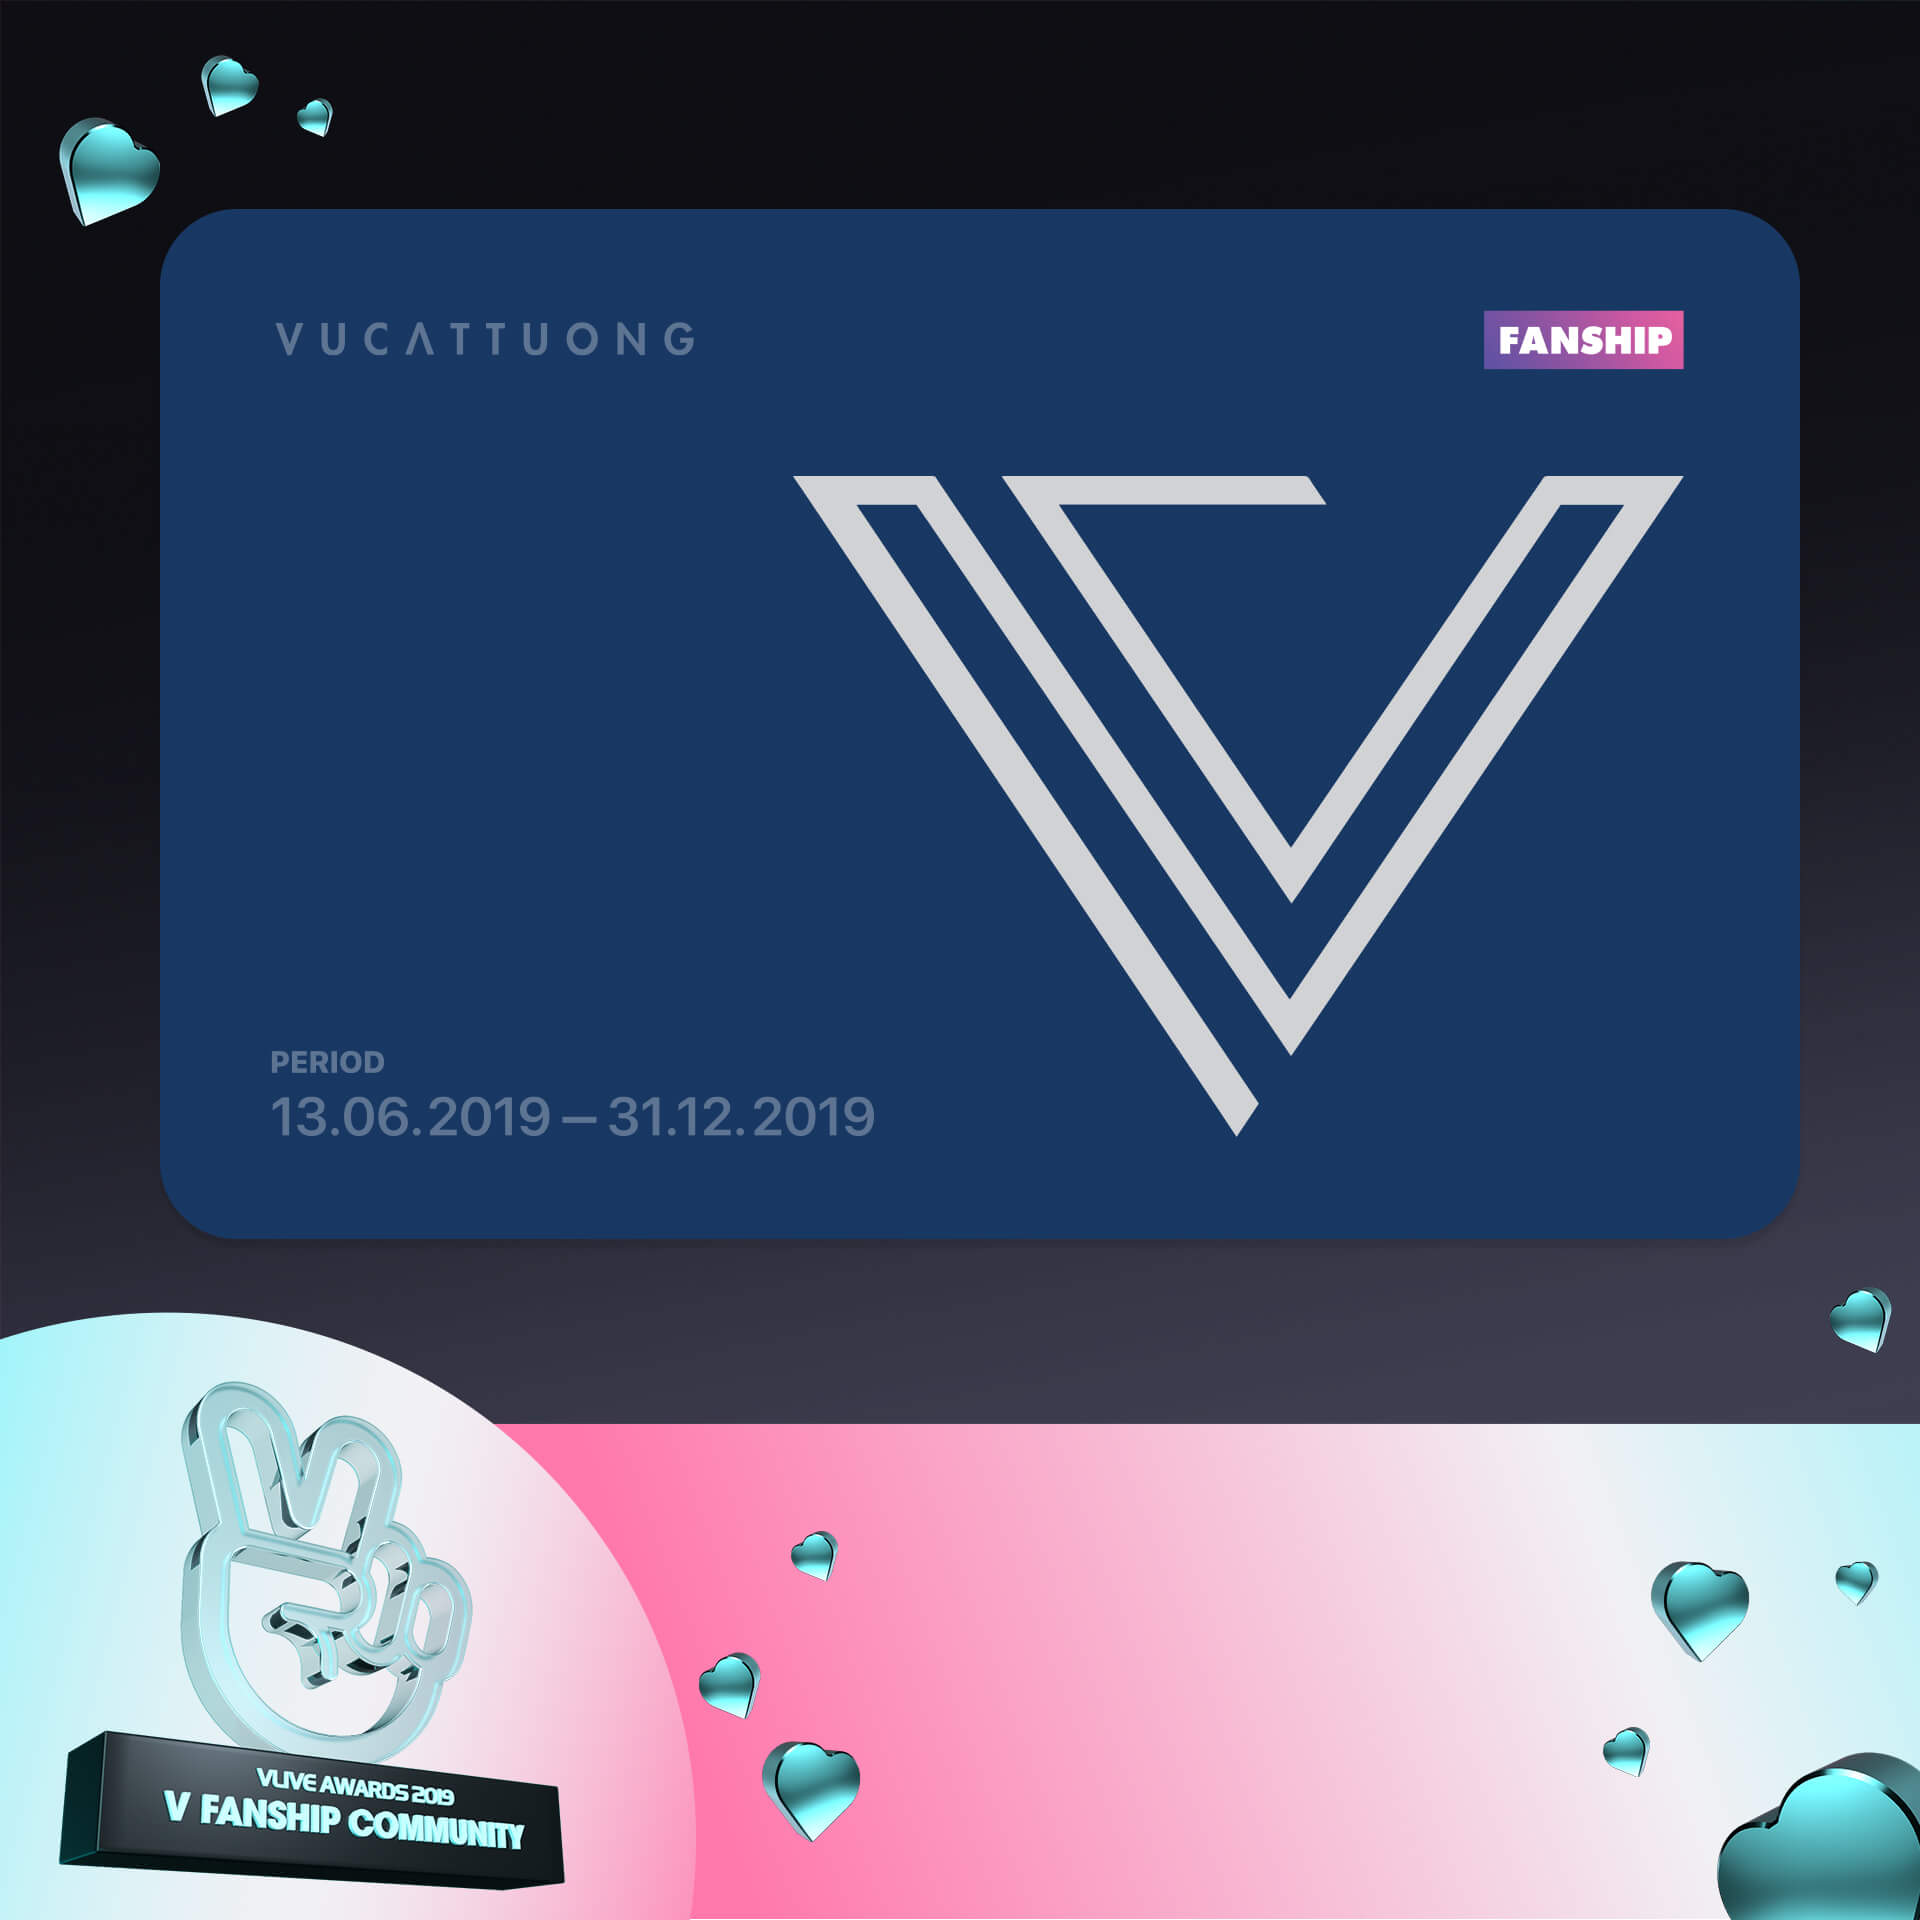 VUCATTUONG
FANSHIP
PERIOD
13.06.2019 — 31.12.2019
VLIVE AWARDS 2019
V FANSHIP COMMUNITY